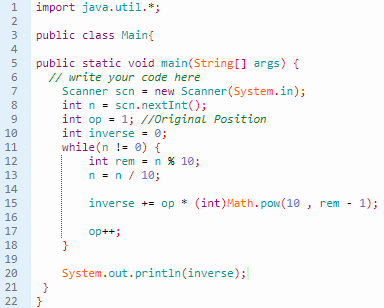 1 import java.util.*;
2
3 public class Main{
4
5 public static void main(String[] args) {
6 // write your code here
7 Scanner scn = new Scanner(System.in);
8 int n = scn.nextInt();
9 int op = 1; //Original Position
10 int inverse = 0;
11 while(n != 0) {
12 int rem = n % 10;
13 n = n / 10;
14
15 inverse += op * (int)Math.pow(10 , rem - 1);
16
17 op++;
18 }
19
20 System.out.println(inverse);
21 }
22 }